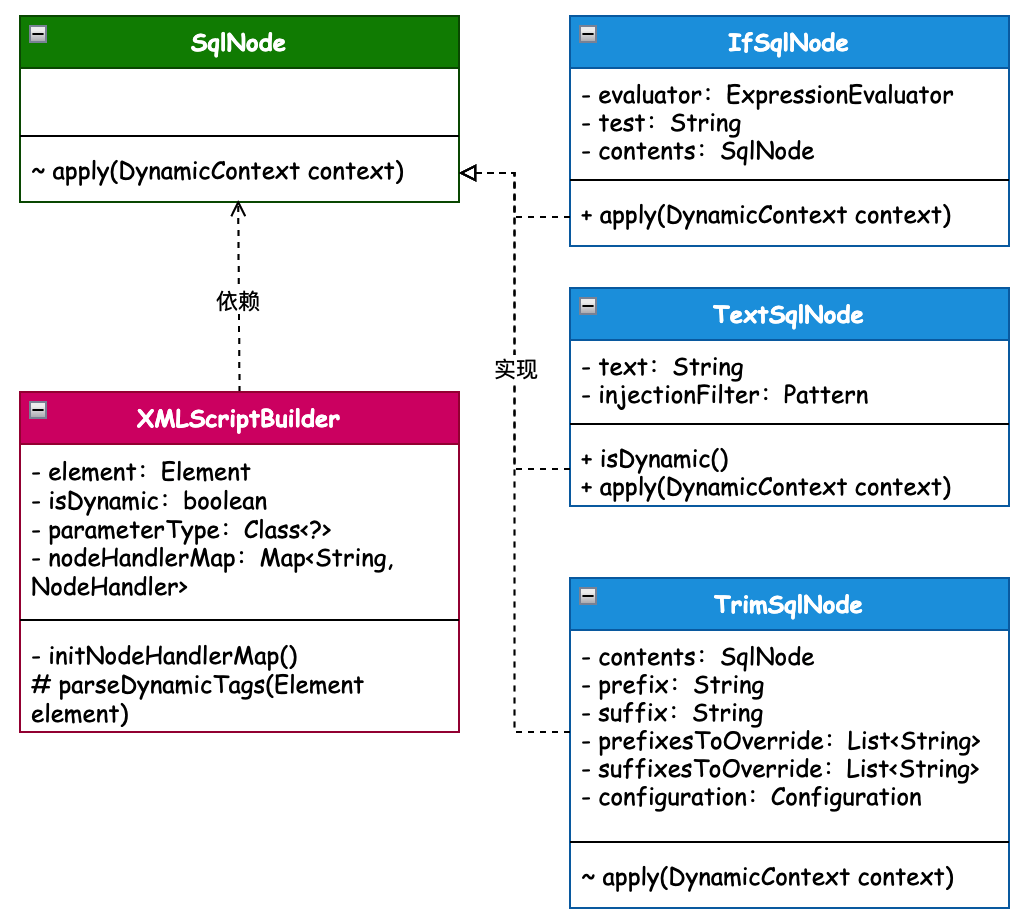 SqlNode
~ apply(DynamicContext context)
依赖
XMLScriptBuilder
- element： Element
- isDynamic： boolean
- parameterType： Class<?>
- nodeHandlerMap： Map<String,
NodeHandler>
- initNodeHandlerMap()
# parseDynamicTags(Element
element)
实现
IfSqlNode
- evaluator： ExpressionEvaluator
- test： String
- contents： SqlNode
+ apply(DynamicContext context)
TextSqlNode
- text： String
- injectionFilter： Pattern
+ isDynamic()
+ apply(DynamicContext context)
TrimSqlNode
- contents： SqlNode
- prefix： String
- suffix： String
- prefixesToOverride： List<String>
- suffixesToOverride： List<String>
- configuration： Configuration
~ apply(DynamicContext context)